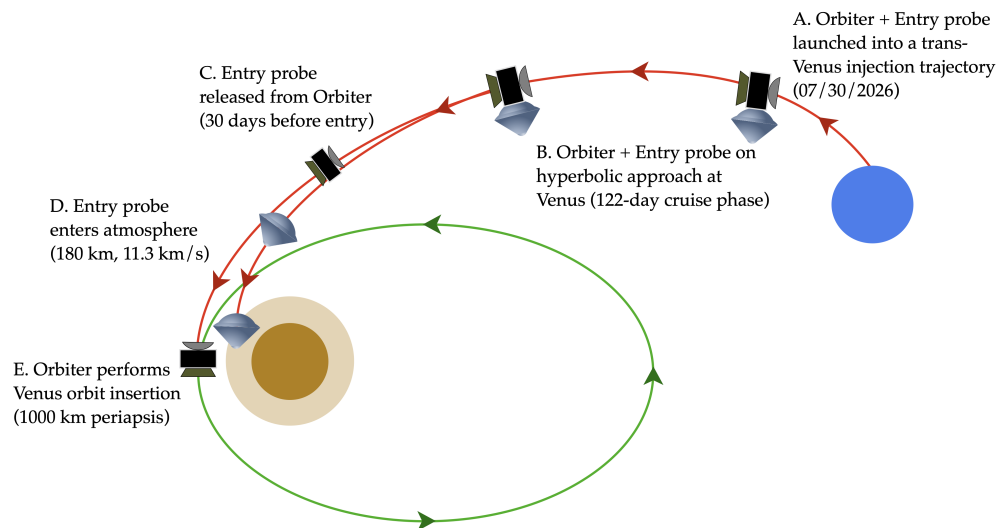 A. Orbiter + Entry probe
launched into a trans-
Venus injection trajectory
(07/30/2026)
B. Orbiter + Entry probe on
hyperbolic approach at
Venus (122-day cruise phase)
C. Entry probe
released from Orbiter
(30 days before entry)
D. Entry probe
enters atmosphere
(180 km, 11.3 km/s)
E. Orbiter performs
Venus orbit insertion
(1000 km periapsis)